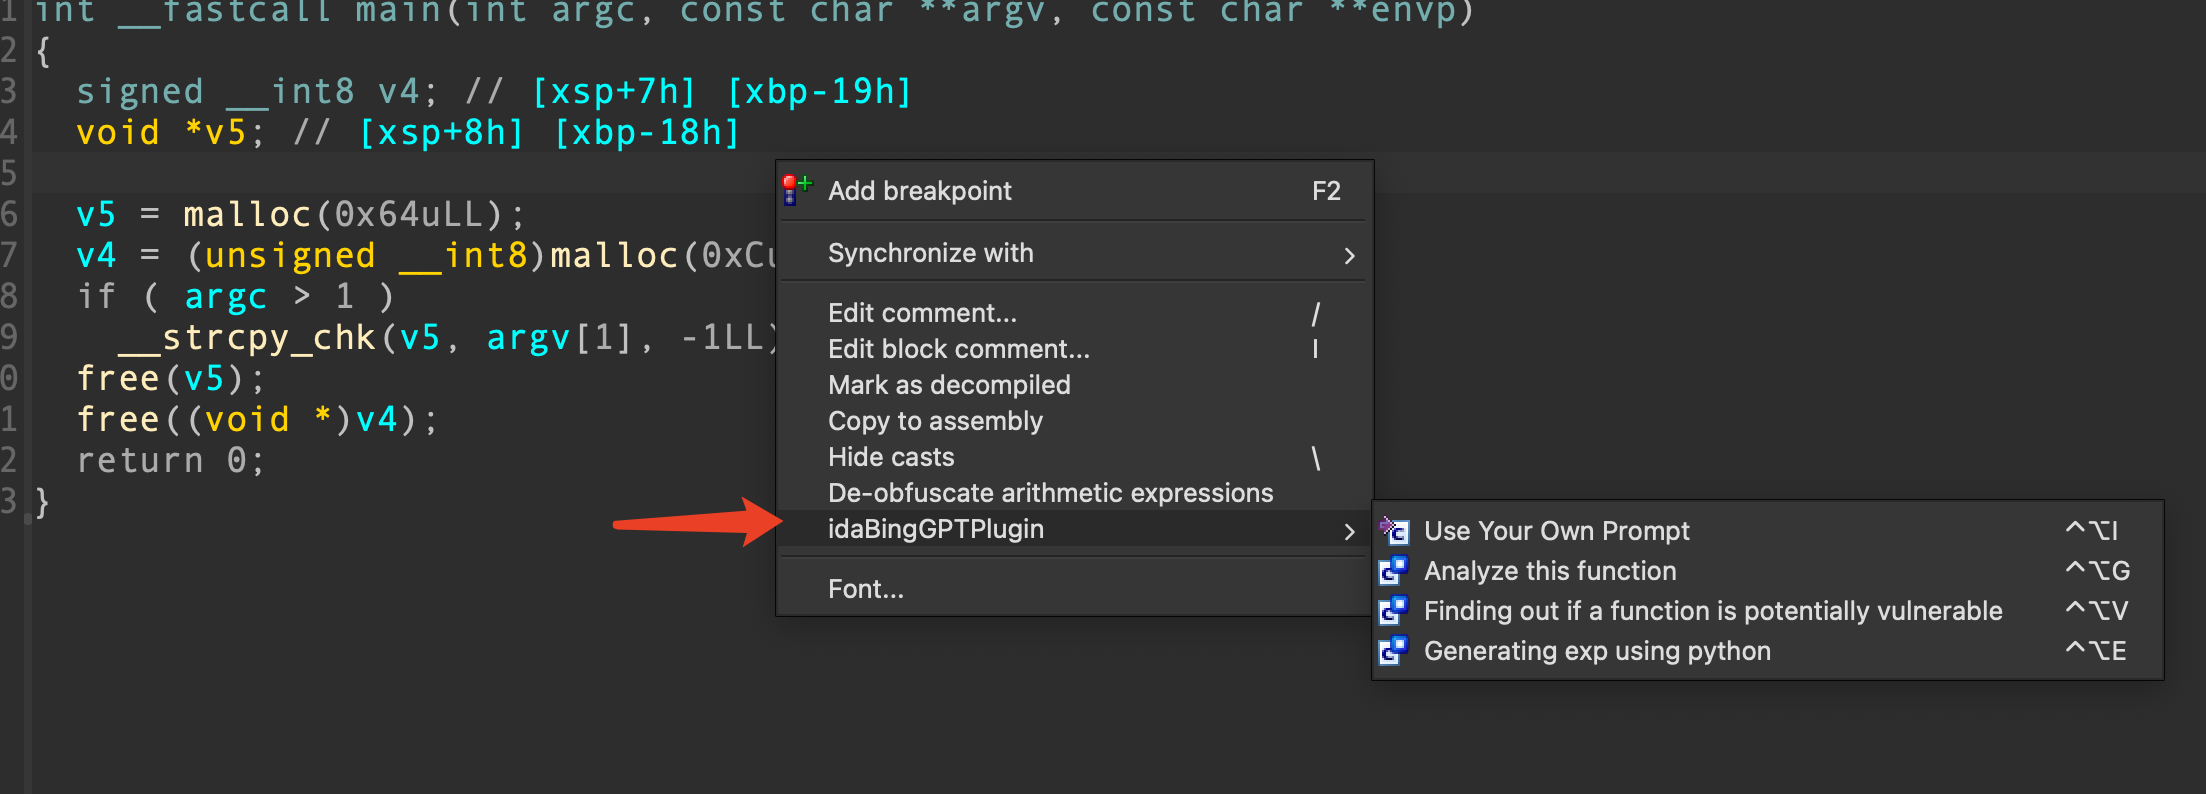 1 int __fastcall main(int argc, const char **argv, const char **envp)
2 {
3 signed __int8 v4; // [xsp+7h] [xbp-19h]
4 void *v5; // [xsp+8h] [xbp-18h]
5
6 v5 = malloc(0x64uLL);
7 v4 = (unsigned __int8)malloc(0xCu
8 if ( argc > 1 )
9 __strcpy_chk(v5, argv[1], -1LL)
0 free(v5);
1 free((void *)v4);
2 return 0;
3 }
Add breakpoint F2
Synchronize with
Edit comment... /
Edit block comment... I
Mark as decompiled
Copy to assembly
Hide casts \
De-obfuscate arithmetic expressions
idaBingGPTPlugin
Font...
Use Your Own Prompt ^⌥I
Analyze this function ^⌥G
Finding out if a function is potentially vulnerable ^⌥V
Generating exp using python ^⌥E